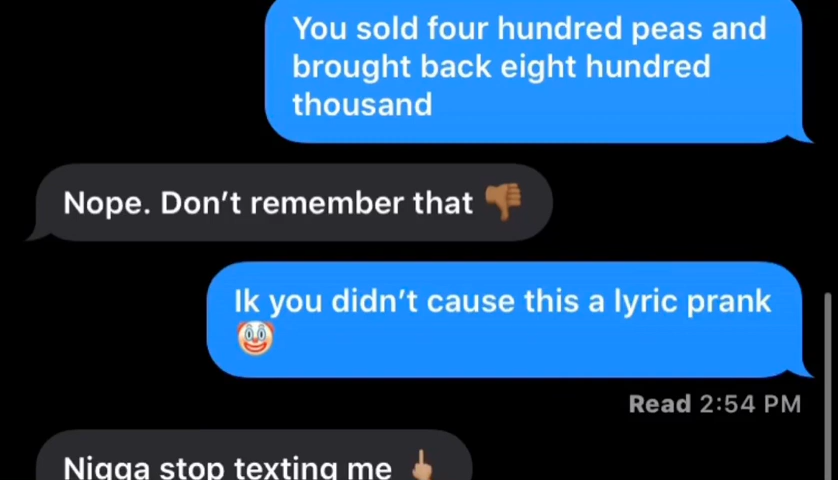 You sold four hundred peas and
brought back eight hundred
thousand
Nope. Don't remember that 👎🏾
Ik you didn't cause this a lyric prank
🤡
Read 2:54 PM
Nigga stop texting me 🖕🏽